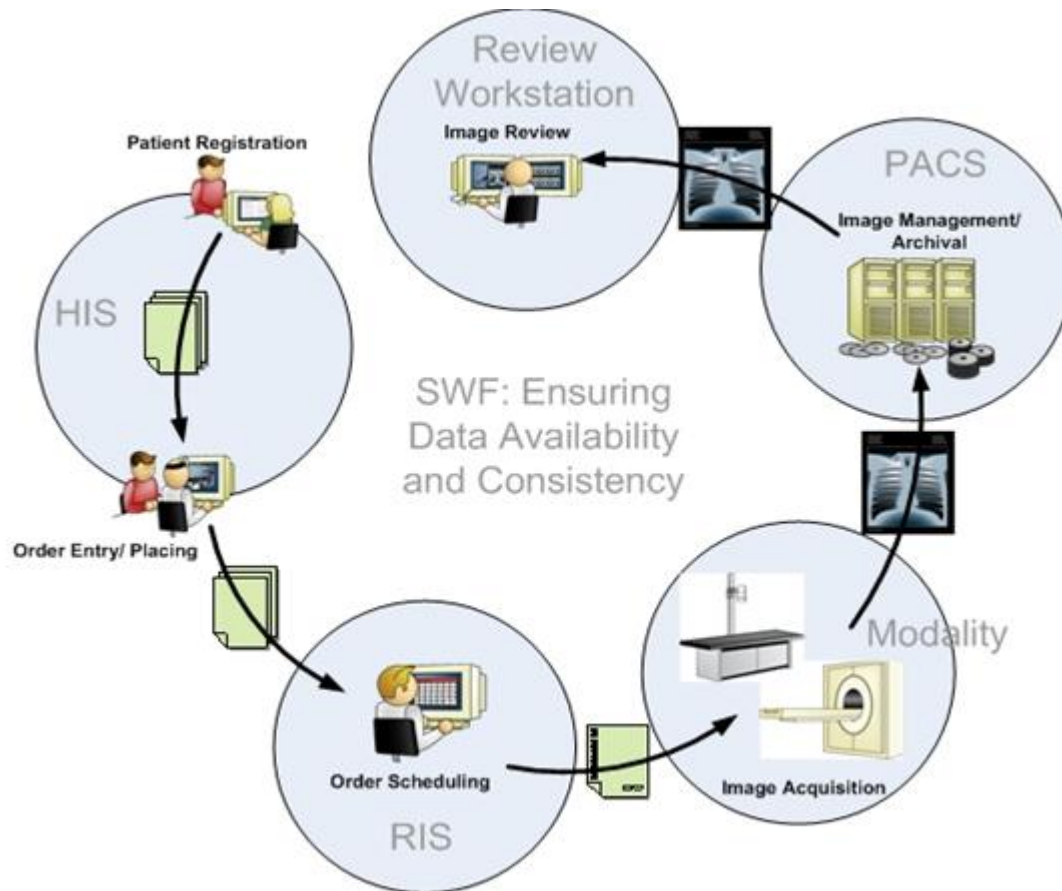 Review
Workstation
Image Review
Patient Registration
PACS
Image Management/
Archival
HIS
SWF: Ensuring
Data Availability
and Consistency
Order Entry/ Placing
Modality
Image Acquisition
Order Scheduling
RIS